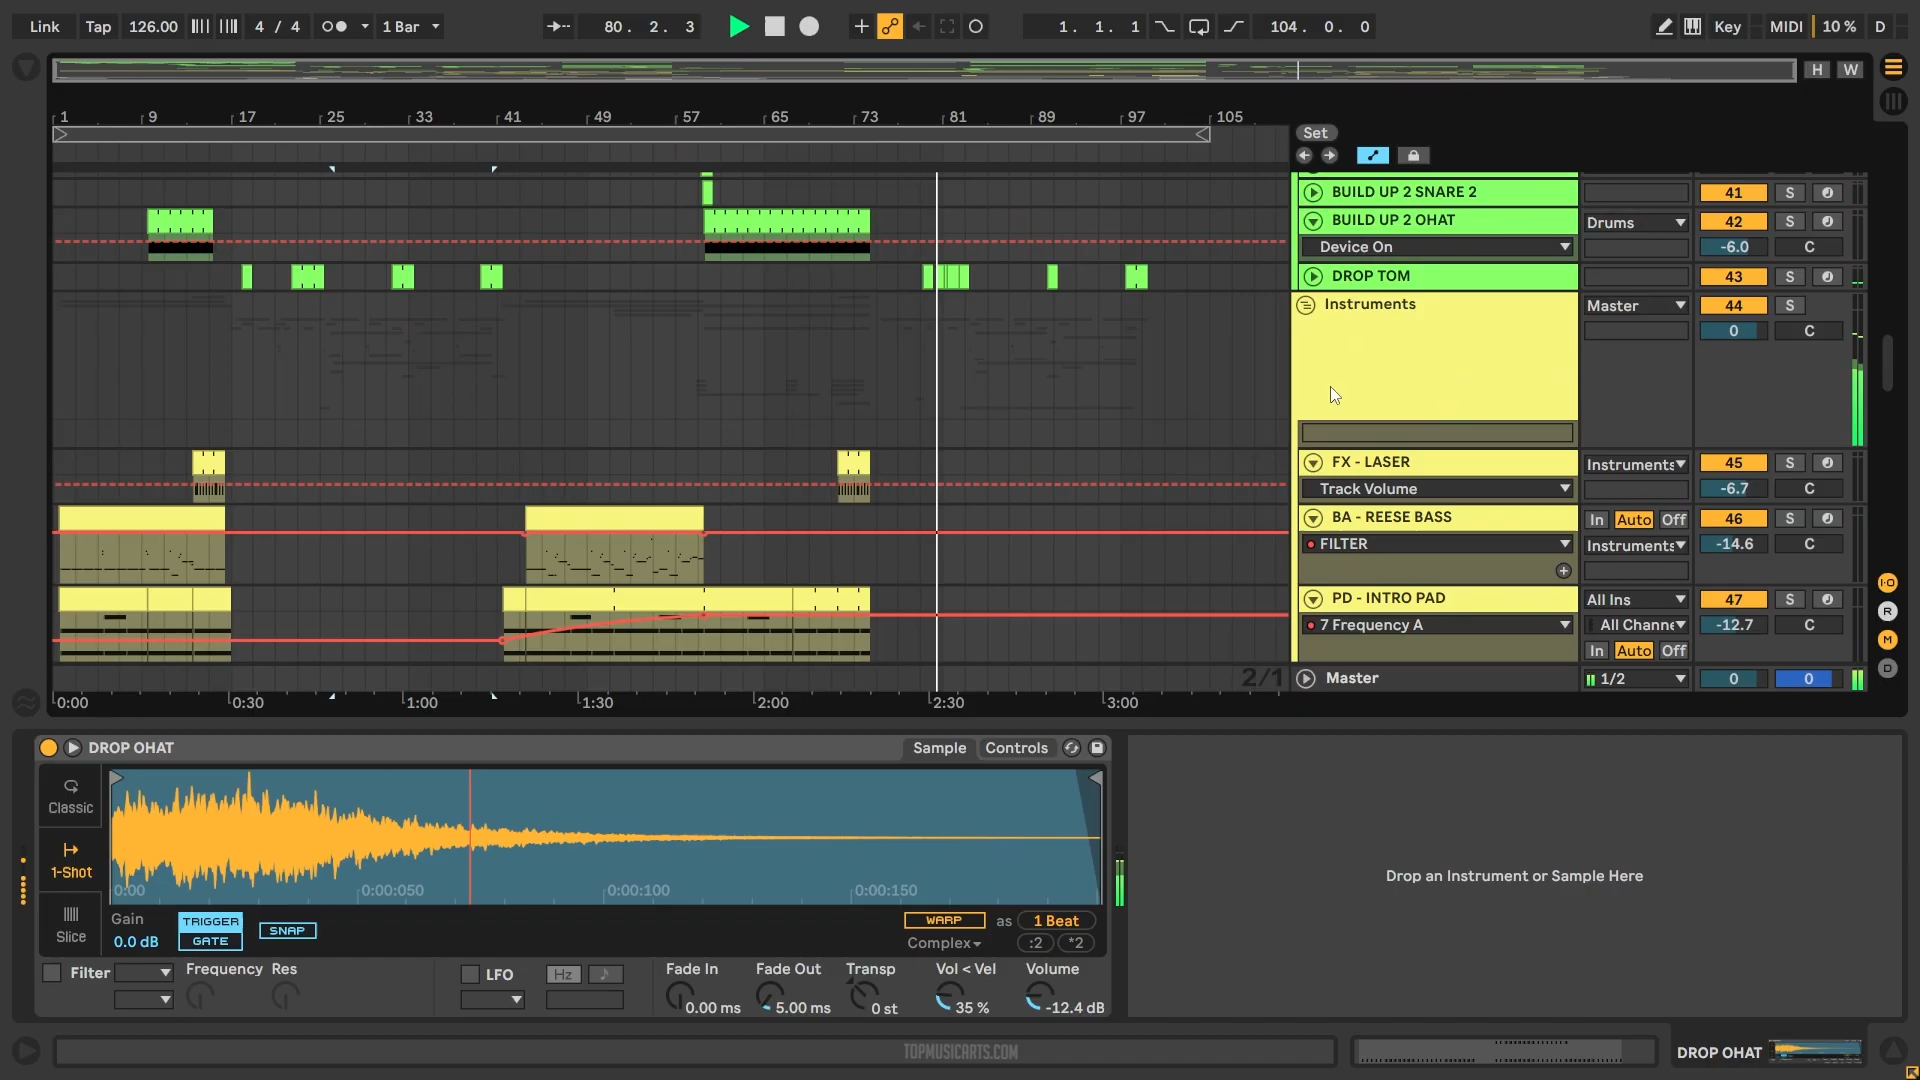 Link Tap 126.00 4 / 4 1 Bar 80. 2. 3 1. 1. 1 104. 0. 0 Key MIDI 10 % D
H W
1 9 17 25 33 41 49 57 65 73 81 89 97 105
Set
BUILD UP 2 SNARE 2 41 S
BUILD UP 2 OHAT Drums 42 S
Device On -6.0 C
DROP TOM 43 S
Instruments Master 44 S
0 C
FX - LASER Instruments 45 S
Track Volume -6.7 C
BA - REESE BASS In Auto Off 46 S
FILTER Instruments -14.6 C
PD - INTRO PAD All Ins 47 S
7 Frequency A All Channe -12.7 C
In Auto Off
I·O
R
M
D
2/1 Master 1/2 0 0
0:00 0:30 1:00 1:30 2:00 2:30 3:00
DROP OHAT Sample Controls
Classic
1-Shot
Slice
0:00 0:00:050 0:00:100 0:00:150
Gain TRIGGER SNAP WARP as 1 Beat
0.0 dB GATE Complex :2 *2
Filter Frequency Res LFO Hz Fade In Fade Out Transp Vol < Vel Volume
0.00 ms 5.00 ms 0 st 35 % -12.4 dB
Drop an Instrument or Sample Here
TOPMUSICARTS.COM
DROP OHAT